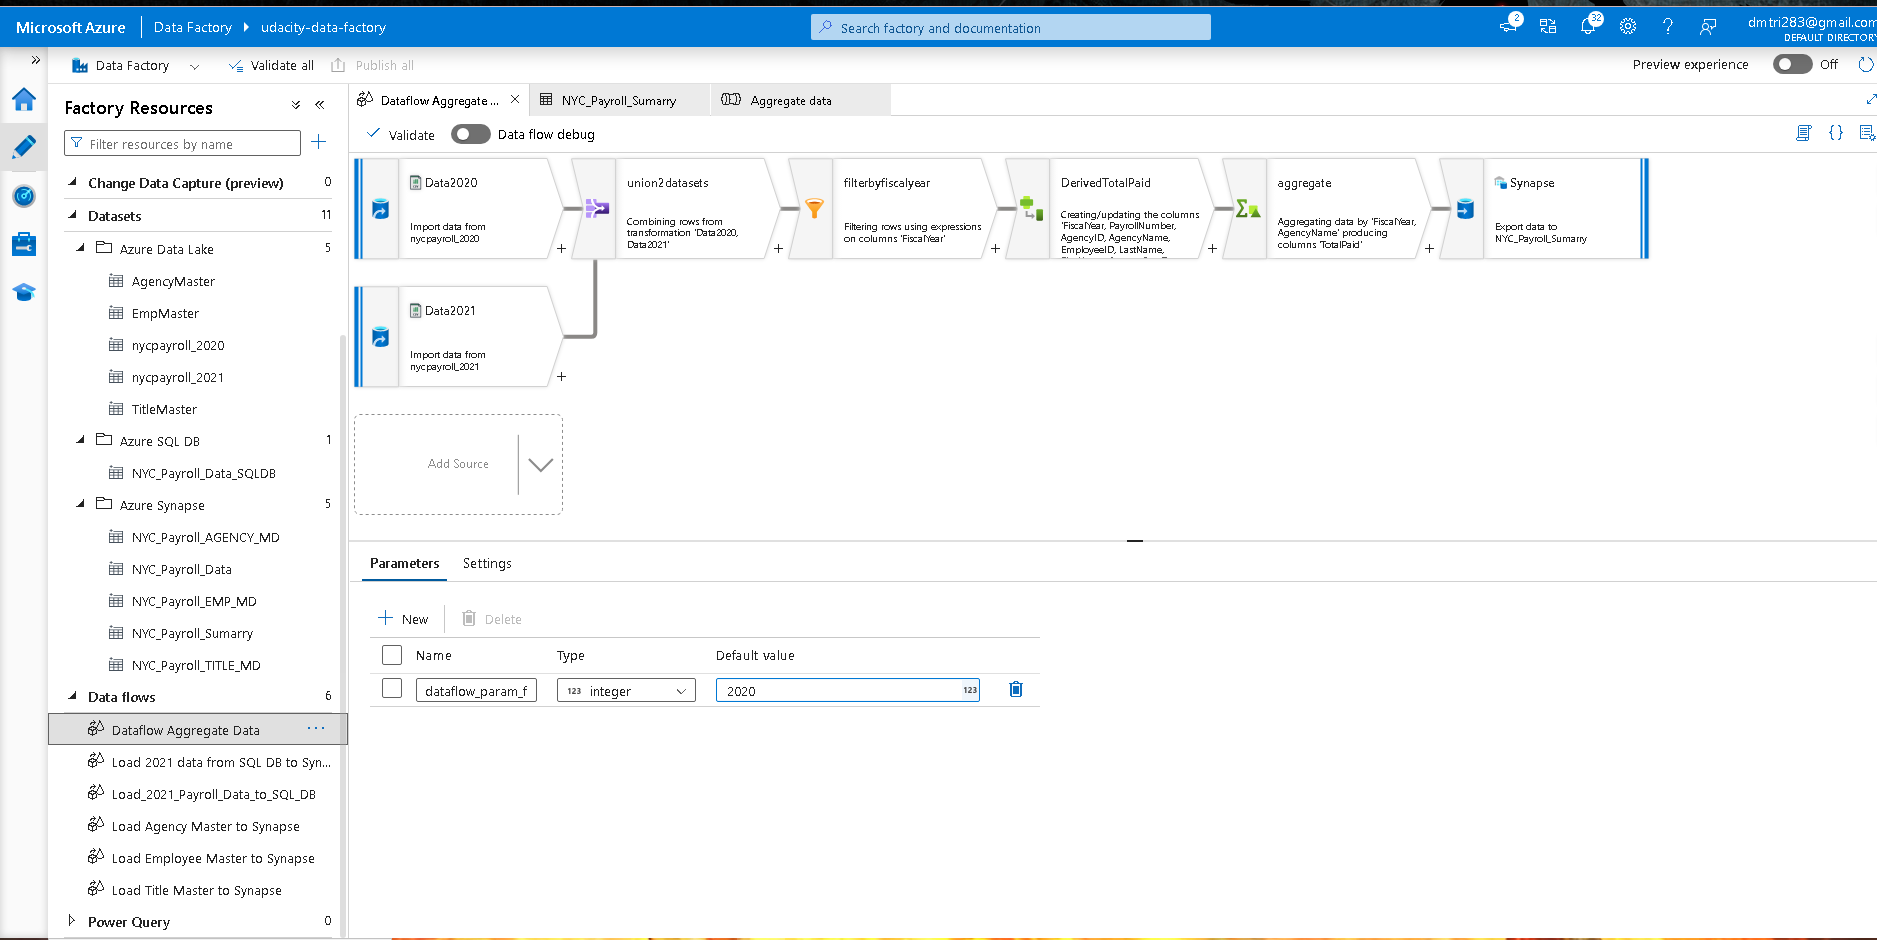 Microsoft Azure
Data Factory
udacity-data-factory
Search factory and documentation
2
32
dmtri283@gmail.com
DEFAULT DIRECTORY
Data Factory
Validate all
Publish all
Preview experience
Off
Factory Resources
Filter resources by name
Change Data Capture (preview) 0
Datasets 11
Azure Data Lake 5
AgencyMaster
EmpMaster
nycpayroll_2020
nycpayroll_2021
TitleMaster
Azure SQL DB 1
NYC_Payroll_Data_SQLDB
Azure Synapse 5
NYC_Payroll_AGENCY_MD
NYC_Payroll_Data
NYC_Payroll_EMP_MD
NYC_Payroll_Sumarry
NYC_Payroll_TITLE_MD
Data flows 6
Dataflow Aggregate Data ...
Load 2021 data from SQL DB to Syn...
Load_2021_Payroll_Data_to_SQL_DB
Load Agency Master to Synapse
Load Employee Master to Synapse
Load Title Master to Synapse
Power Query 0
Dataflow Aggregate ...
NYC_Payroll_Sumarry
Aggregate data
Validate
Data flow debug
Data2020
Import data from
nycpayroll_2020
union2datasets
Combining rows from
transformation 'Data2020,
Data2021'
filterbyfiscalyear
Filtering rows using expressions
on columns 'FiscalYear'
DerivedTotalPaid
Creating/updating the columns
'FiscalYear, PayrollNumber,
AgencyID, AgencyName,
EmployeeID, LastName,
aggregate
Aggregating data by 'FiscalYear,
AgencyName' producing
columns 'TotalPaid'
Synapse
Export data to
NYC_Payroll_Sumarry
Data2021
Import data from
nycpayroll_2021
Add Source
Parameters
Settings
New
Delete
Name
Type
Default value
dataflow_param_f
123 integer
2020
123